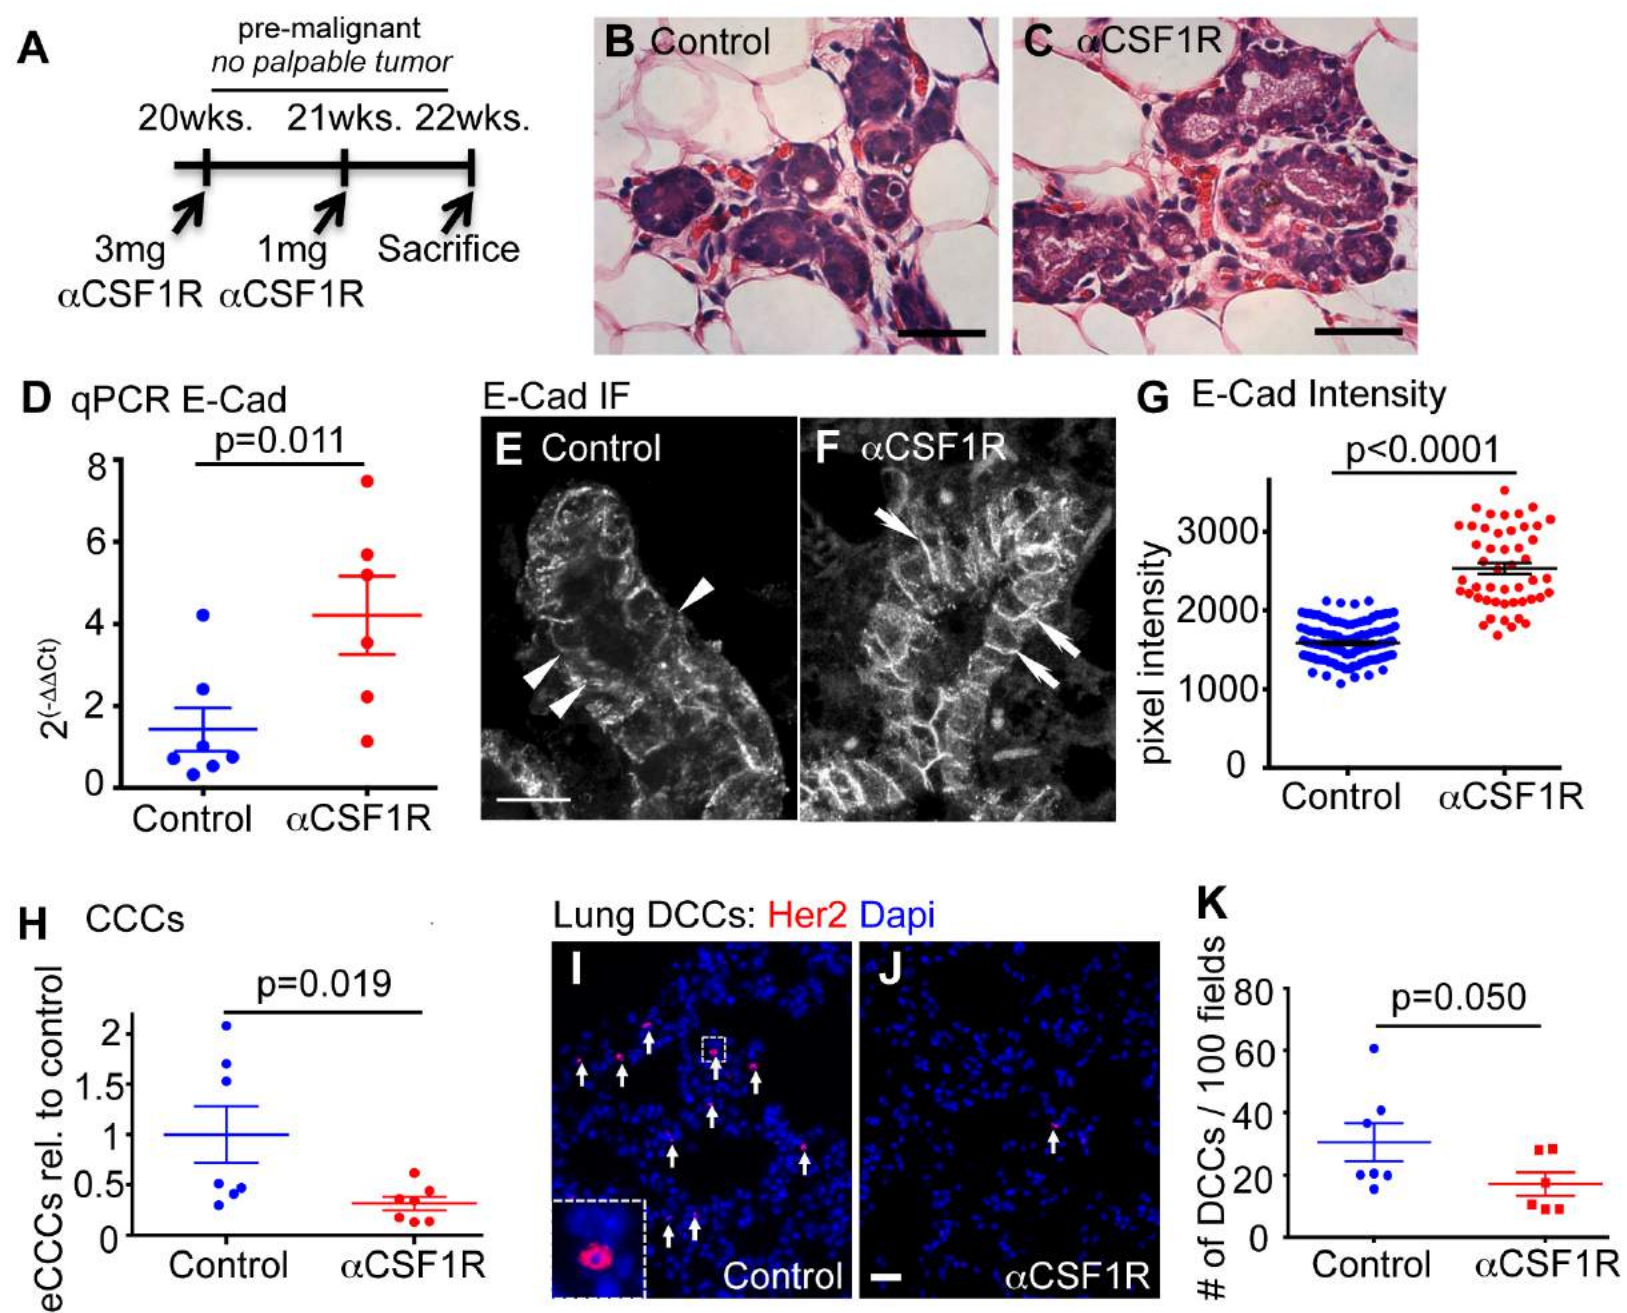 A
pre-malignant
no palpable tumor
20wks. 21wks. 22wks.
3mg 1mg Sacrifice
αCSF1R αCSF1R
B Control
C αCSF1R
D qPCR E-Cad
p=0.011
8
6
4
2
0
2(-ΔΔCt)
Control αCSF1R
E-Cad IF
E Control
F αCSF1R
G E-Cad Intensity
p<0.0001
3000
2000
1000
0
pixel intensity
Control αCSF1R
H CCCs
p=0.019
2
1.5
1
0.5
0
eCCCs rel. to control
Control αCSF1R
Lung DCCs: Her2 Dapi
I
Control
J
αCSF1R
K
p=0.050
80
60
40
20
0
# of DCCs / 100 fields
Control αCSF1R